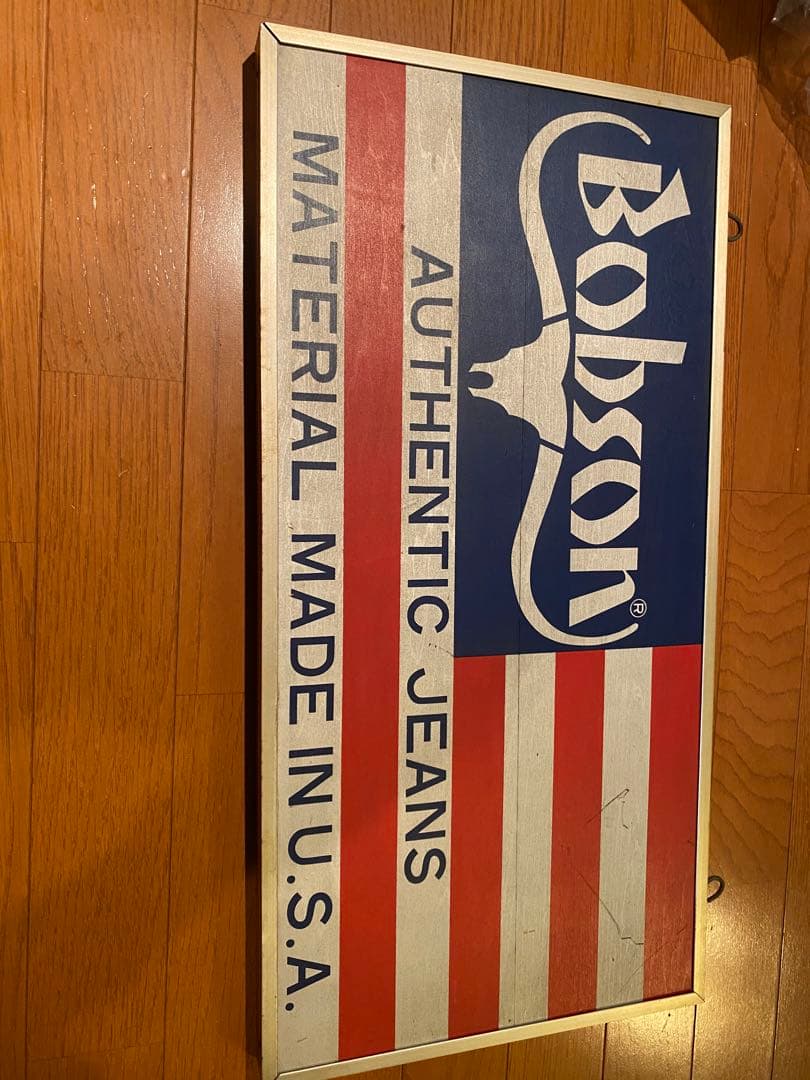 Bobson®
AUTHENTIC JEANS
MATERIAL MADE IN U.S.A.